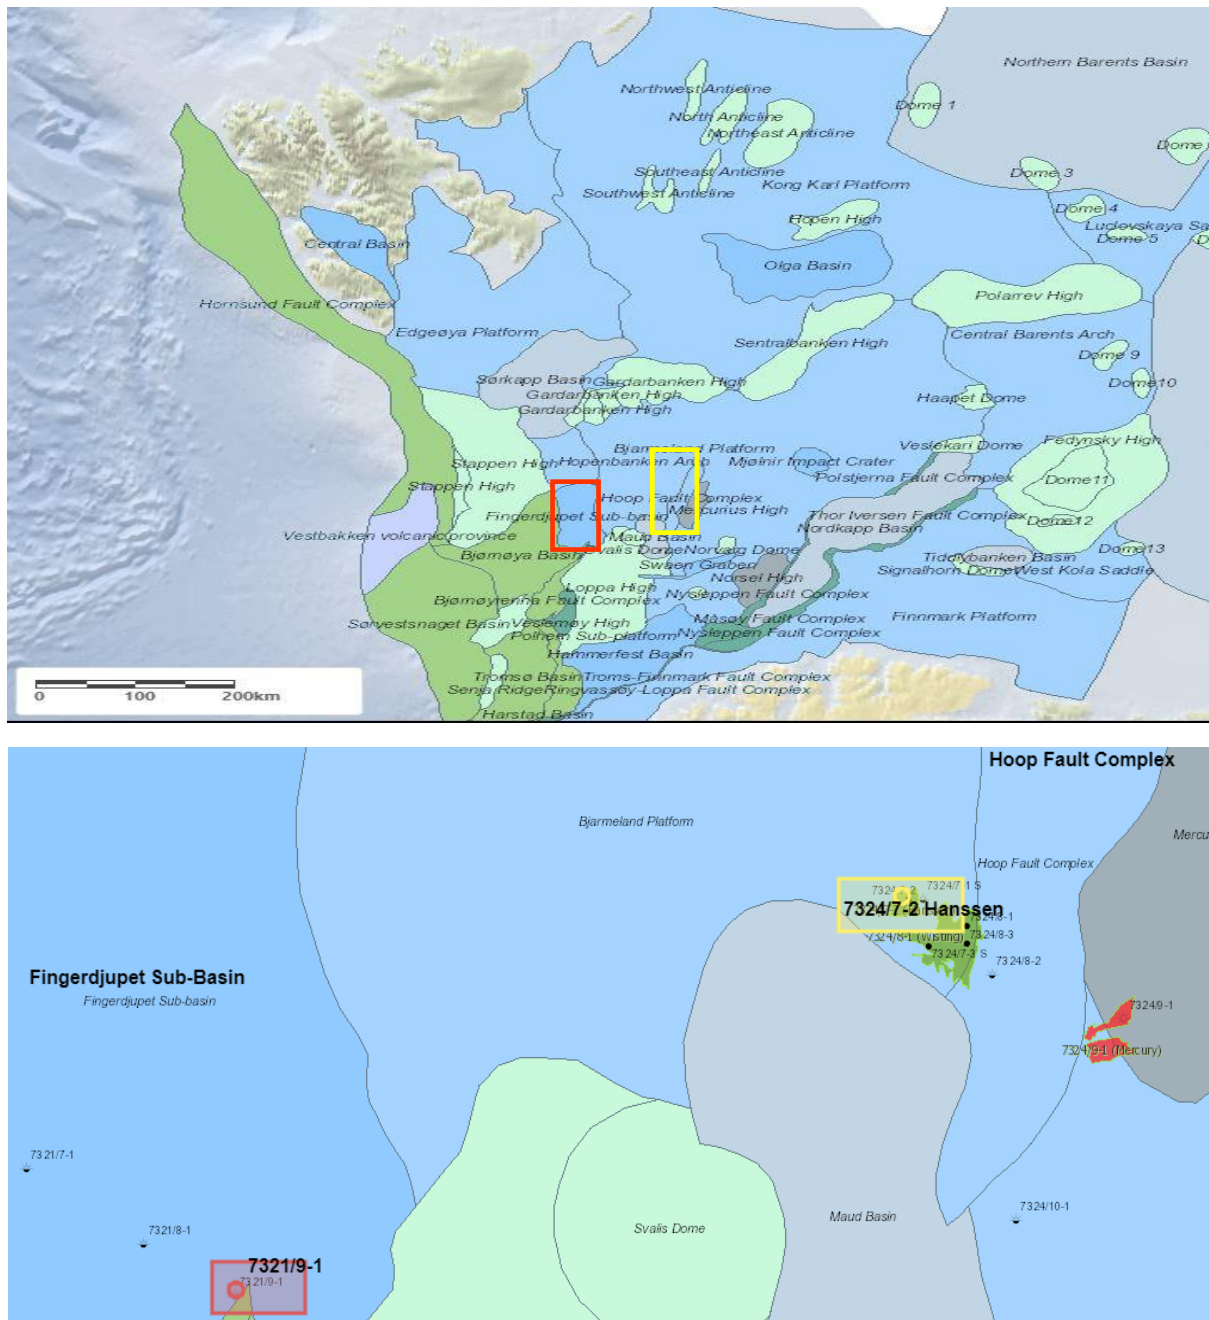 Northern Barents Basin
Northwest Anticline
Dome 1
North Anticline
Northeast Anticline
Dome
Southeast Anticline
Dome 3
Kong Karl Platform
Southwest Anticline
Dome 4
Hopen High
Luclovskaya Sa
Dome 5
D
Central Basin
Olga Basin
Polarrev High
Hornsund Fault Complex
Edgeøya Platform
Central Barents Arch
Sentralbanken High
Dome 9
Sørkapp Basin
Gardarbanken High
Dome10
Gardarbanken High
Haapet Dome
Gardarbanken High
Fedynsky High
Bjarmeland Platform
Veslekari Dome
Stappen High
Hopenbanken Arch
Mjølnir Impact Crater
Polstjerna Fault Complex
Dome11
Stappen High
Hoop Fault Complex
Mercurius High
Fingerdjupet Sub-basin
Thor Iversen Fault Complex
Dome12
Nordkapp Basin
Vestbakken volcanic province
Maud Basin
Bjørnøya Basin
Svalis Dome
Norvarg Dome
Dome13
Tiddlybanken Basin
Swaen Graben
Signalhorn Dome
West Kola Saddle
Norsel High
Loppa High
Nysleppen Fault Complex
Bjørnøyrenna Fault Complex
Måsøy Fault Complex
Finnmark Platform
Sørvestsnaget Basin
Veslemøy High
Polhem Sub-platform
Nysleppen Fault Complex
Hammerfest Basin
Tromsø Basin
Troms-Finnmark Fault Complex
Senja Ridge
Ringvassøy-Loppa Fault Complex
Harstad Basin
0 100 200km
Hoop Fault Complex
Bjarmeland Platform
Mercu
Hoop Fault Complex
7324/7-2
7324/7-1 S
7324/7-2 Hanssen
7324/8-1
7324/8-1 (Wisting)
7324/8-3
7324/7-3 S
7324/8-2
Fingerdjupet Sub-Basin
Fingerdjupet Sub-basin
7324/9-1
7324/9-1 (Mercury)
7321/7-1
7324/10-1
Maud Basin
Svalis Dome
7321/8-1
7321/9-1
7321/9-1